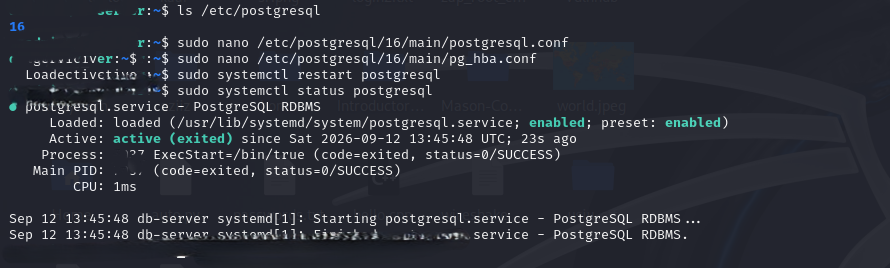 r:~$ ls /etc/postgresql
16
r:~$ sudo nano /etc/postgresql/16/main/postgresql.conf
:~$ sudo nano /etc/postgresql/16/main/pg_hba.conf
:~$ sudo systemctl restart postgresql
:~$ sudo systemctl status postgresql
● postgresql.service - PostgreSQL RDBMS
Loaded: loaded (/usr/lib/systemd/system/postgresql.service; enabled; preset: enabled)
Active: active (exited) since Sat 2026-09-12 13:45:48 UTC; 23s ago
Process: ExecStart=/bin/true (code=exited, status=0/SUCCESS)
Main PID: (code=exited, status=0/SUCCESS)
CPU: 1ms
Sep 12 13:45:48 db-server systemd[1]: Starting postgresql.service - PostgreSQL RDBMS...
Sep 12 13:45:48 db-server systemd[1]: postgresql.service - PostgreSQL RDBMS.